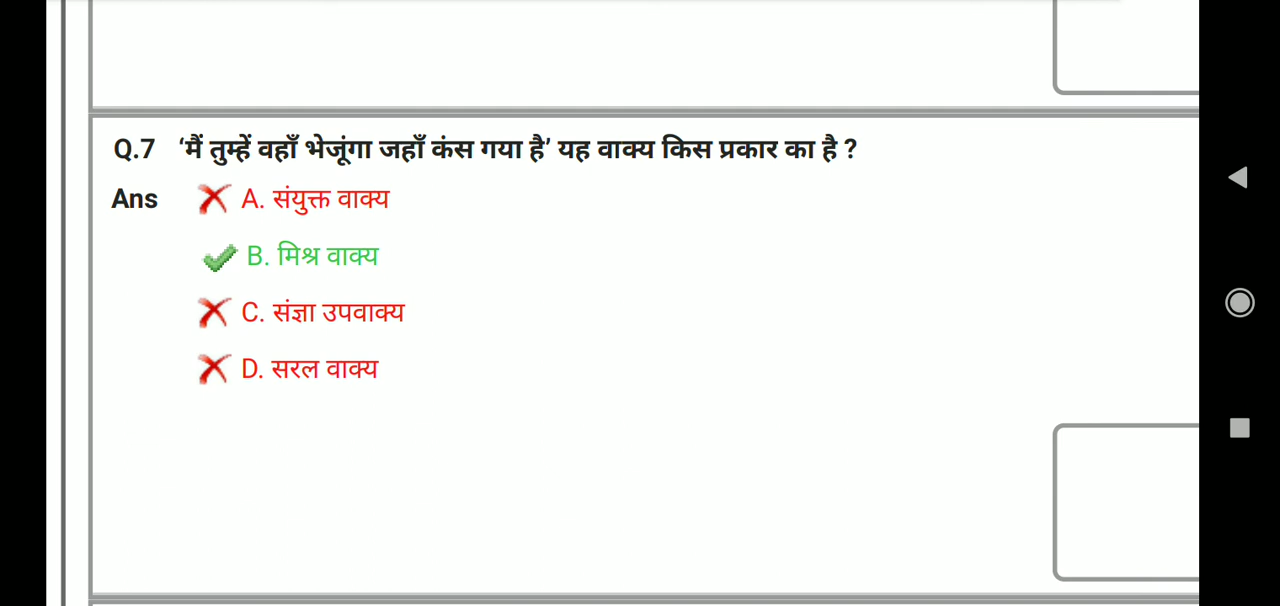 Q.7 ‘मैं तुम्हें वहाँ भेजूंगा जहाँ कंस गया है’ यह वाक्य किस प्रकार का है ?
Ans A. संयुक्त वाक्य
B. मिश्र वाक्य
C. संज्ञा उपवाक्य
D. सरल वाक्य